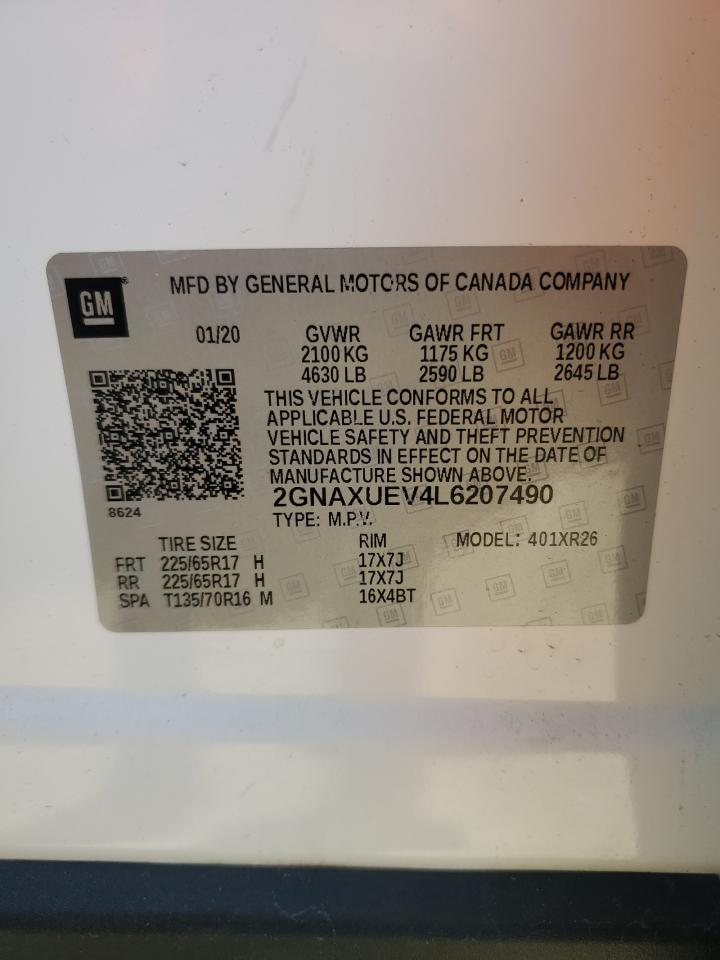 GM
MFD BY GENERAL MOTORS OF CANADA COMPANY
01/20 GVWR GAWR FRT GAWR RR
2100 KG 1175 KG 1200 KG
4630 LB 2590 LB 2645 LB
THIS VEHICLE CONFORMS TO ALL
APPLICABLE U.S. FEDERAL MOTOR
VEHICLE SAFETY AND THEFT PREVENTION
STANDARDS IN EFFECT ON THE DATE OF
MANUFACTURE SHOWN ABOVE.
2GNAXUEV4L6207490
8624
TYPE: M.P.V.
TIRE SIZE RIM MODEL: 401XR26
FRT 225/65R17 H 17X7J
RR 225/65R17 H 17X7J
SPA T135/70R16 M 16X4BT